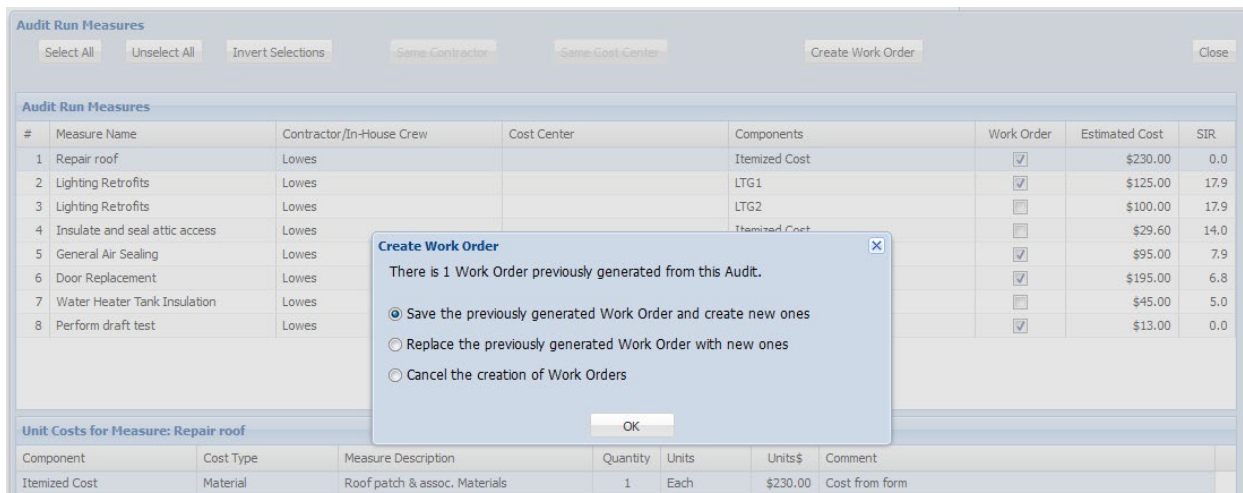 Audit Run Measures
Select All Unselect All Invert Selections Same Contractor Same Cost Center Create Work Order Close
Audit Run Measures
# Measure Name Contractor/In-House Crew Cost Center Components Work Order Estimated Cost SIR
1 Repair roof Lowes Itemized Cost $230.00 0.0
2 Lighting Retrofits Lowes LTG1 $125.00 17.9
3 Lighting Retrofits Lowes LTG2 $100.00 17.9
4 Insulate and seal attic access Lowes Itemized Cost $29.60 14.0
5 General Air Sealing Lowes $95.00 7.9
6 Door Replacement Lowes $195.00 6.8
7 Water Heater Tank Insulation Lowes $45.00 5.0
8 Perform draft test Lowes $13.00 0.0
Create Work Order
There is 1 Work Order previously generated from this Audit.
Save the previously generated Work Order and create new ones
Replace the previously generated Work Order with new ones
Cancel the creation of Work Orders
OK
Unit Costs for Measure: Repair roof
Component Cost Type Measure Description Quantity Units Units$ Comment
Itemized Cost Material Roof patch & assoc. Materials 1 Each $230.00 Cost from form